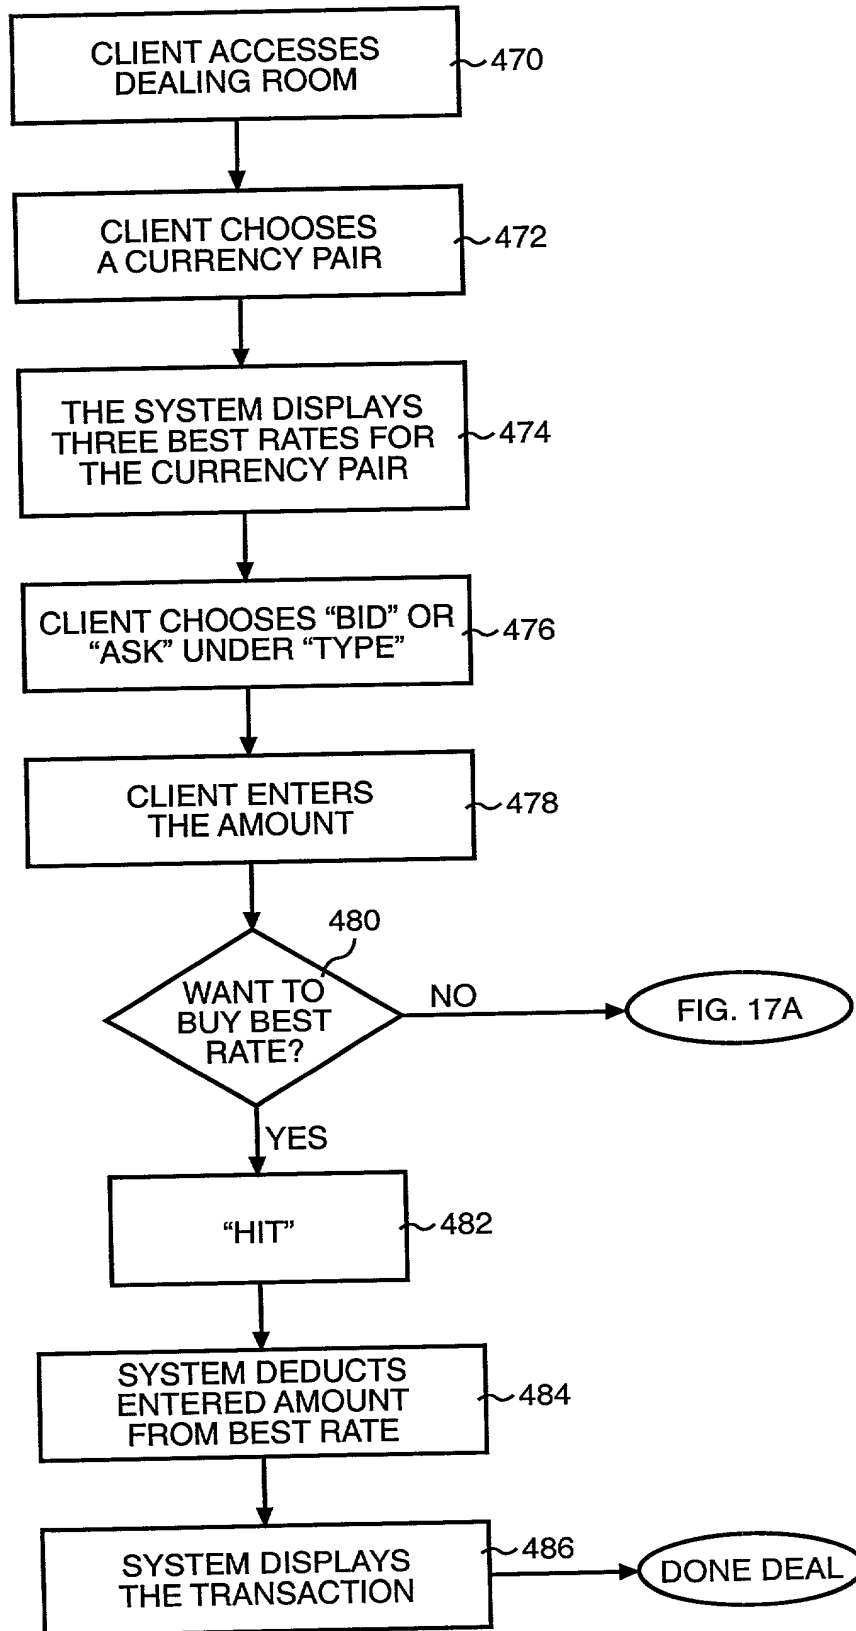 CLIENT ACCESSES
DEALING ROOM
470
CLIENT CHOOSES
A CURRENCY PAIR
472
THE SYSTEM DISPLAYS
THREE BEST RATES FOR
THE CURRENCY PAIR
474
CLIENT CHOOSES “BID” OR
“ASK” UNDER “TYPE”
476
CLIENT ENTERS
THE AMOUNT
478
480
WANT TO
BUY BEST
RATE?
NO
FIG. 17A
YES
“HIT”
482
SYSTEM DEDUCTS
ENTERED AMOUNT
FROM BEST RATE
484
SYSTEM DISPLAYS
THE TRANSACTION
486
DONE DEAL